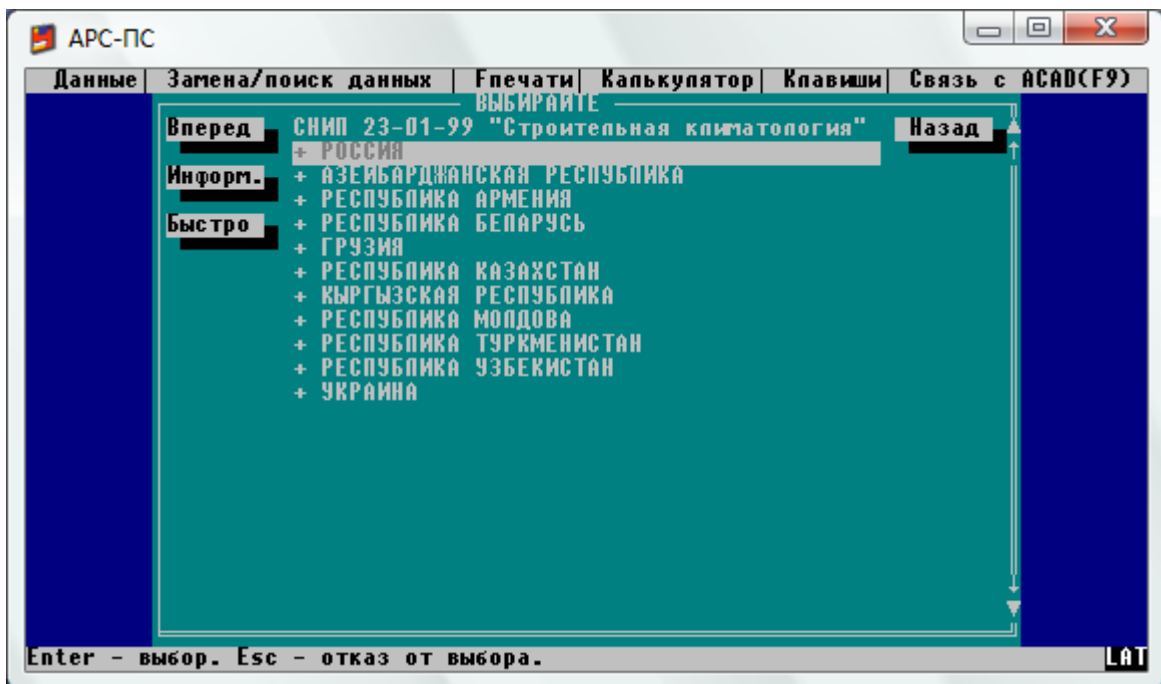 АРС-ПС
Данные| Замена/поиск данных | Fпечати| Калькулятор| Клавиши| Связь с ACAD(F9)
ВЫБИРАЙТЕ
Вперед СНИП 23-01-99 "Строительная климатология" Назад
+ РОССИЯ
Информ. + АЗЕЙБАРДЖАНСКАЯ РЕСПУБЛИКА
+ РЕСПУБЛИКА АРМЕНИЯ
Быстро + РЕСПУБЛИКА БЕЛАРУСЬ
+ ГРУЗИЯ
+ РЕСПУБЛИКА КАЗАХСТАН
+ КЫРГЫЗСКАЯ РЕСПУБЛИКА
+ РЕСПУБЛИКА МОЛДОВА
+ РЕСПУБЛИКА ТУРКМЕНИСТАН
+ РЕСПУБЛИКА УЗБЕКИСТАН
+ УКРАИНА
Enter - выбор. Esc - отказ от выбора. LAT